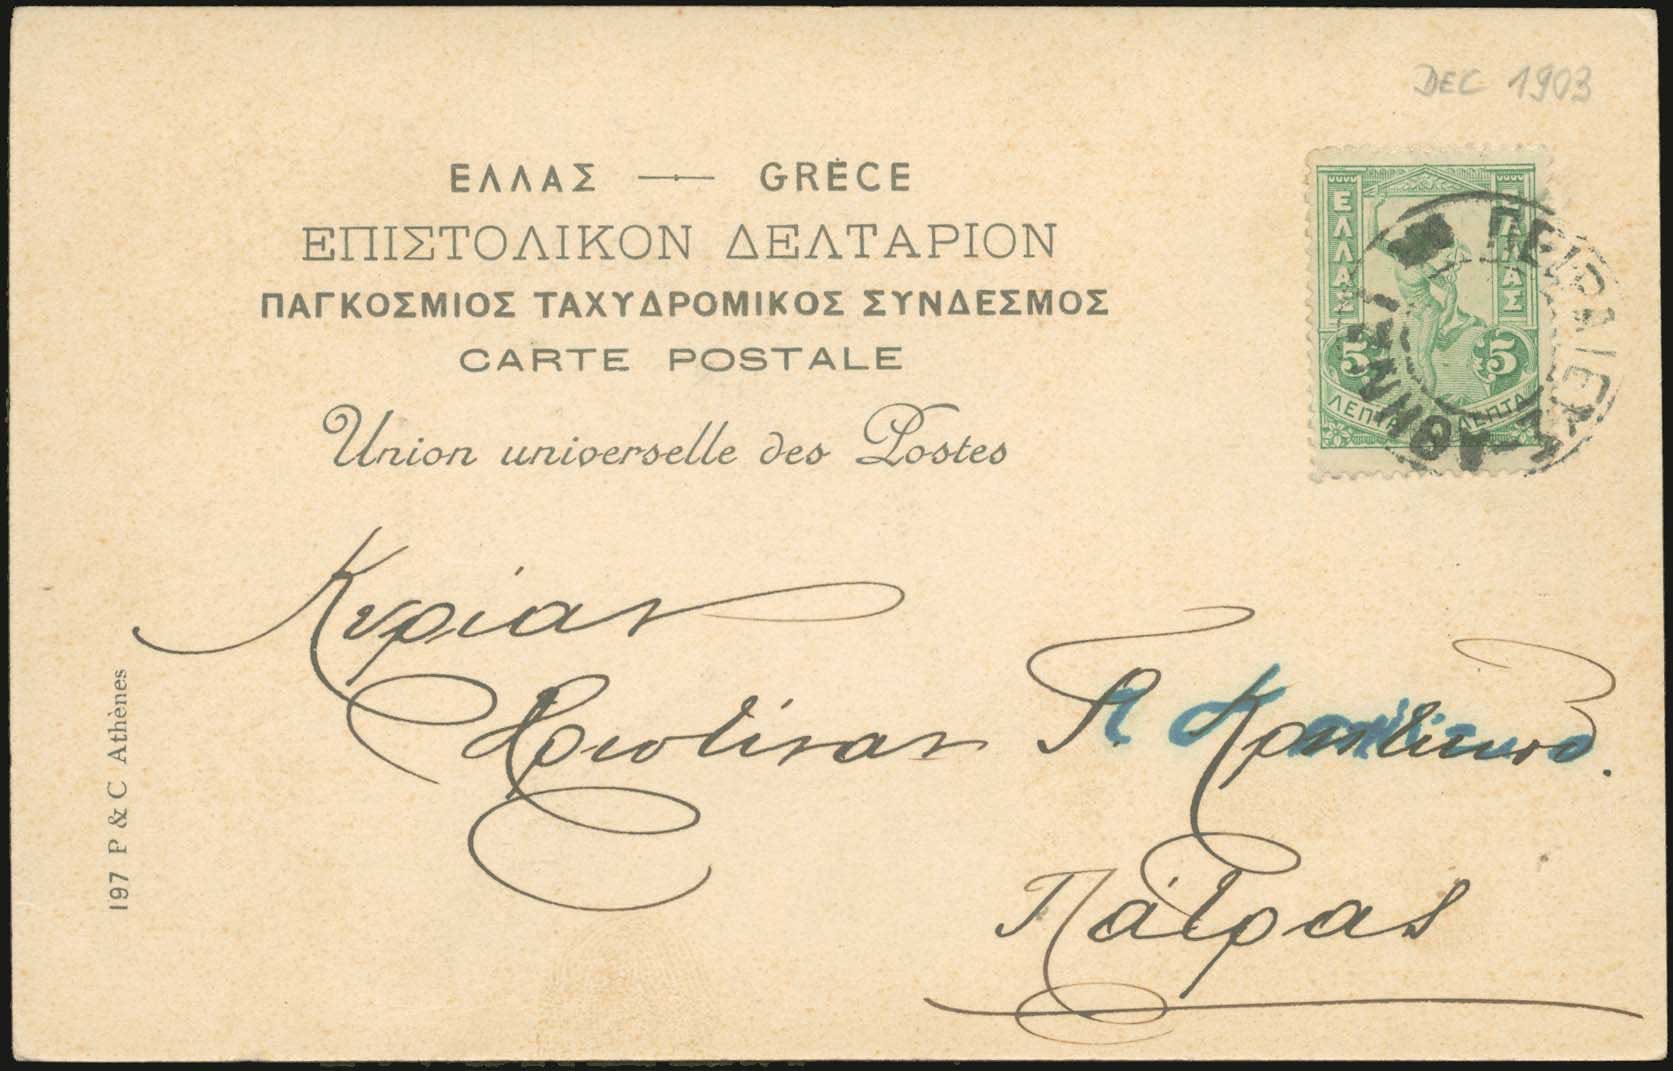 DEC 1903
ΕΛΛΑΣ — GRÈCE
ΕΠΙΣΤΟΛΙΚΟΝ ΔΕΛΤΑΡΙΟΝ
ΠΑΓΚΟΣΜΙΟΣ ΤΑΧΥΔΡΟΜΙΚΟΣ ΣΥΝΔΕΣΜΟΣ
CARTE POSTALE
Union universelle des Postes
ΕΛΛΑΣ ΕΛΛΑΣ
5 5
ΛΕΠΤΑ ΛΕΠΤΑ
ΠΕΙΡΑΙΕΥΣ-ΑΘΗΝΑΙ
Κυρίαν
Χριστίναν
Πάτρας
197 P & C Athènes